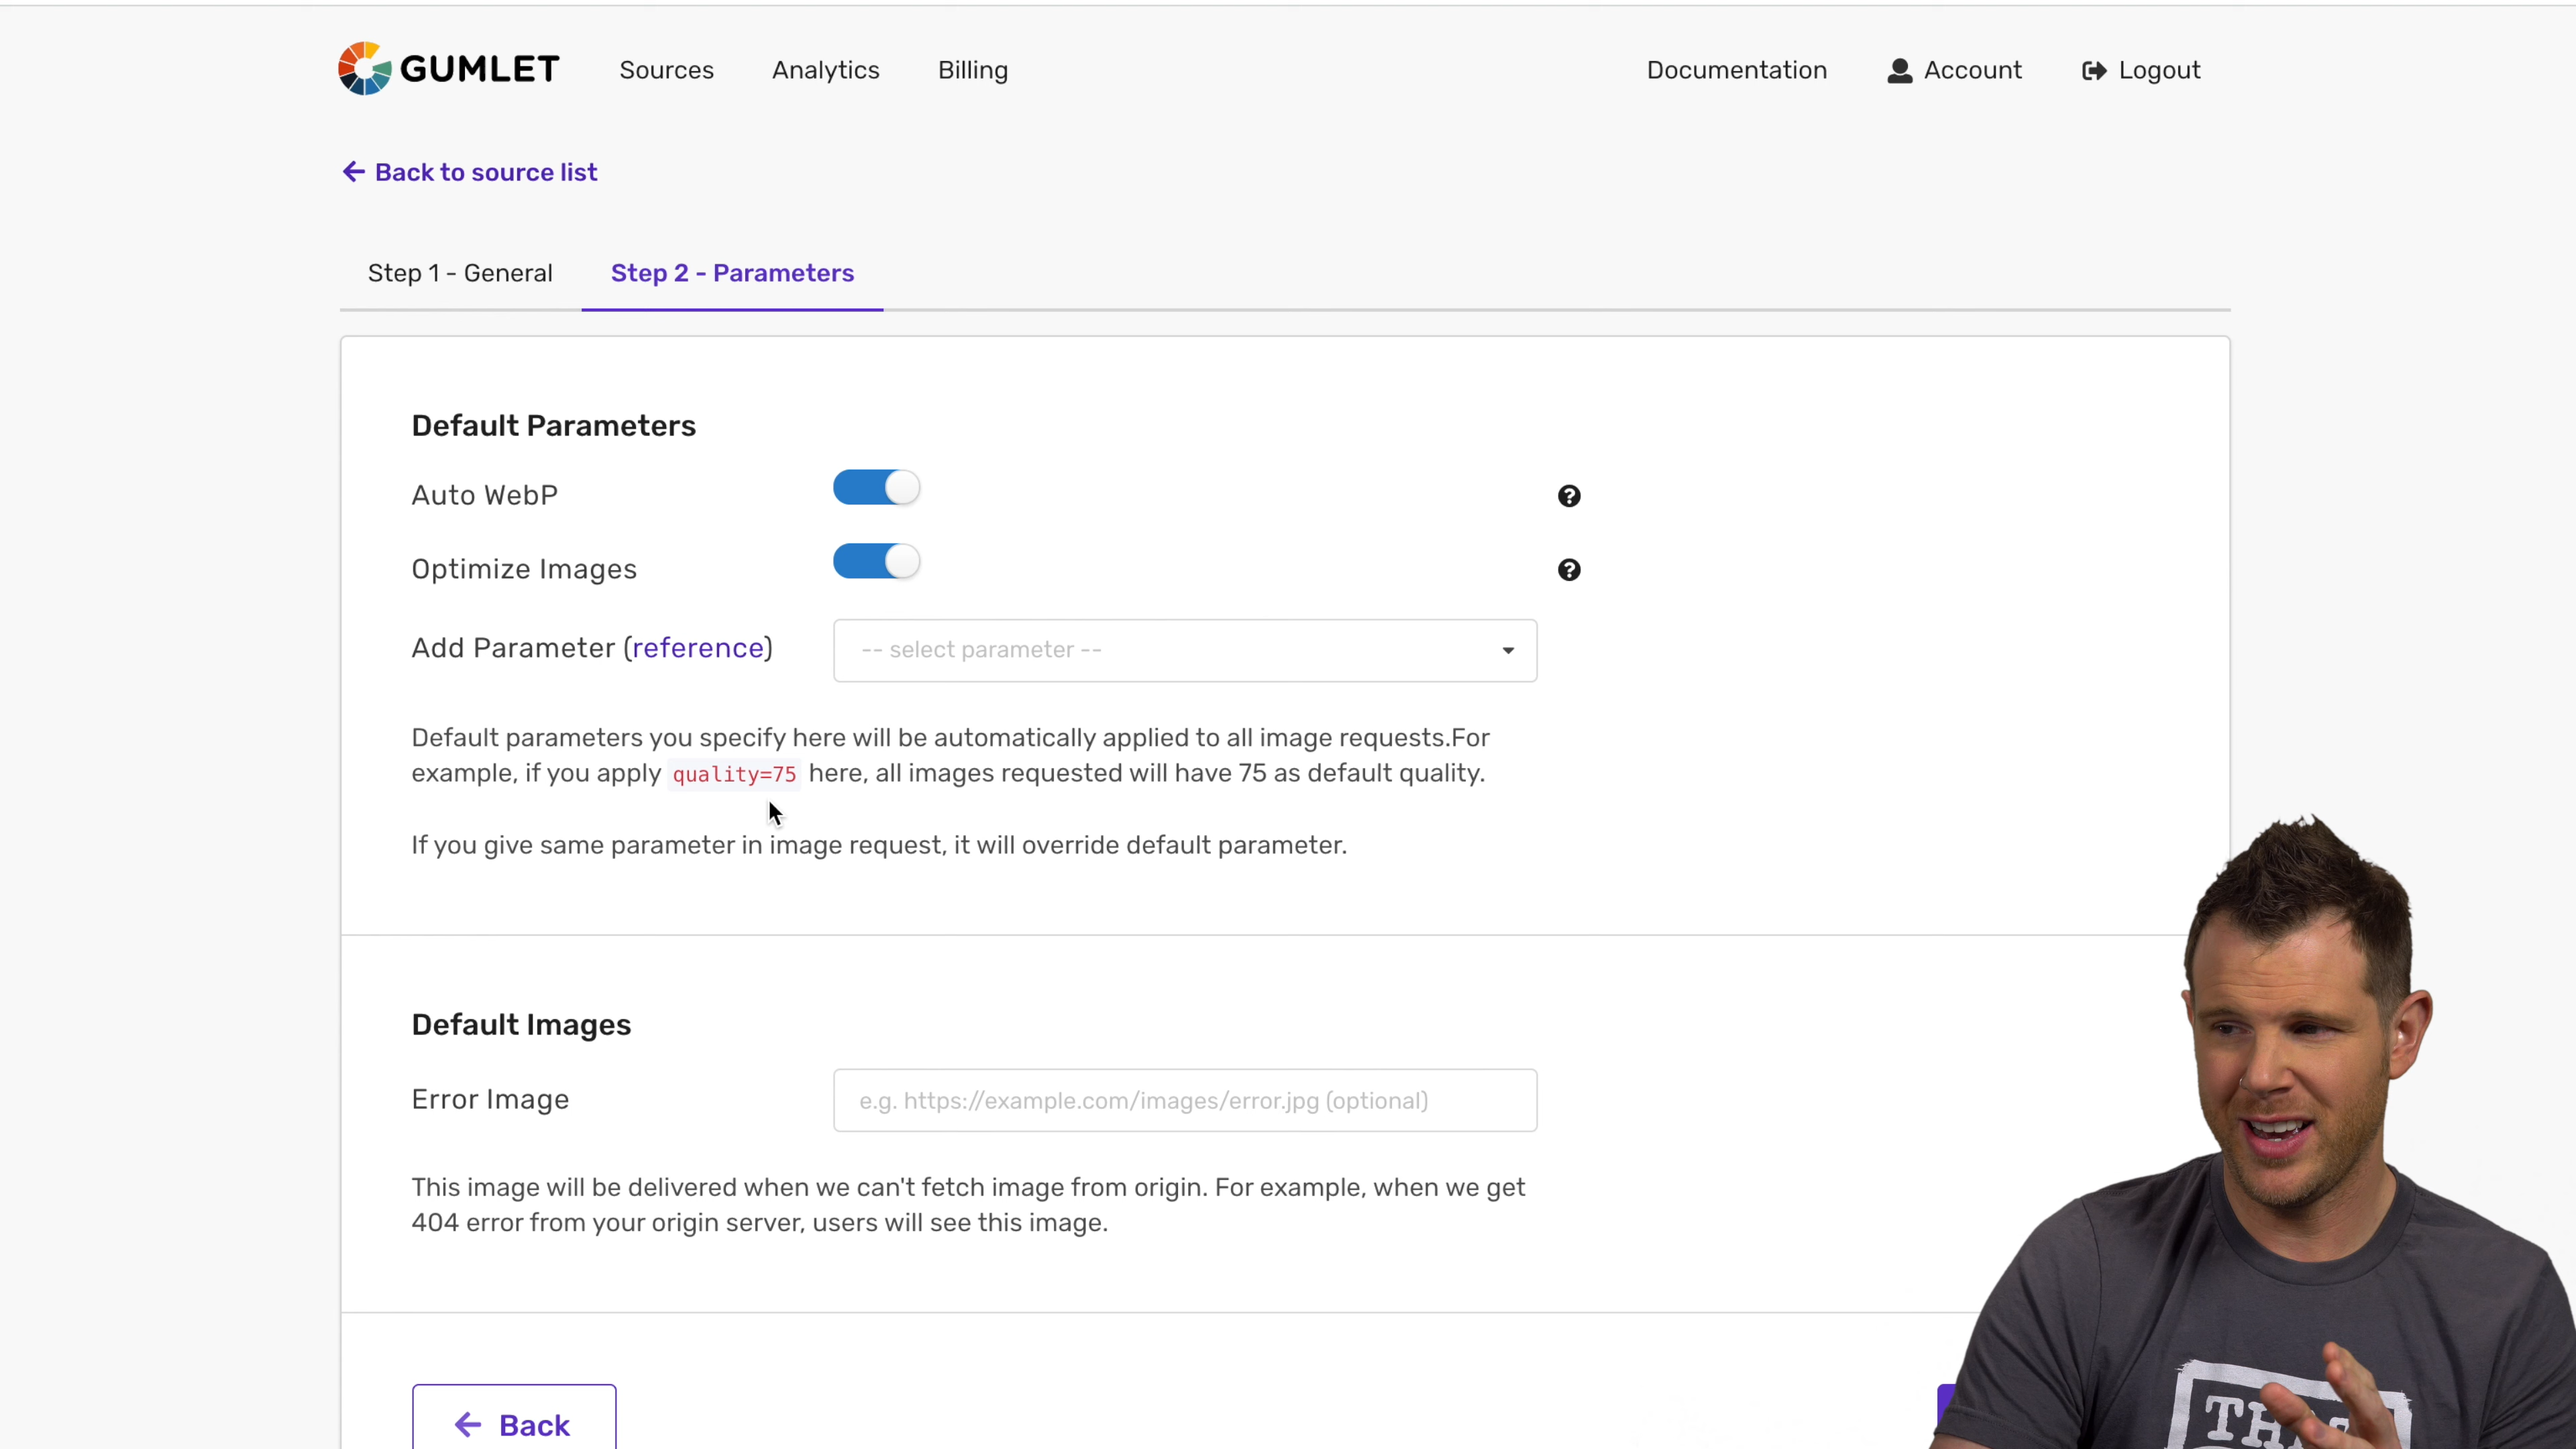 GUMLET Sources Analytics Billing Documentation Account Logout
Back to source list
Step 1 - General Step 2 - Parameters
Default Parameters
Auto WebP
Optimize Images
Add Parameter (reference) -- select parameter --
Default parameters you specify here will be automatically applied to all image requests.For
example, if you apply quality=75 here, all images requested will have 75 as default quality.
If you give same parameter in image request, it will override default parameter.
Default Images
Error Image e.g. https://example.com/images/error.jpg (optional)
This image will be delivered when we can't fetch image from origin. For example, when we get
404 error from your origin server, users will see this image.
Back